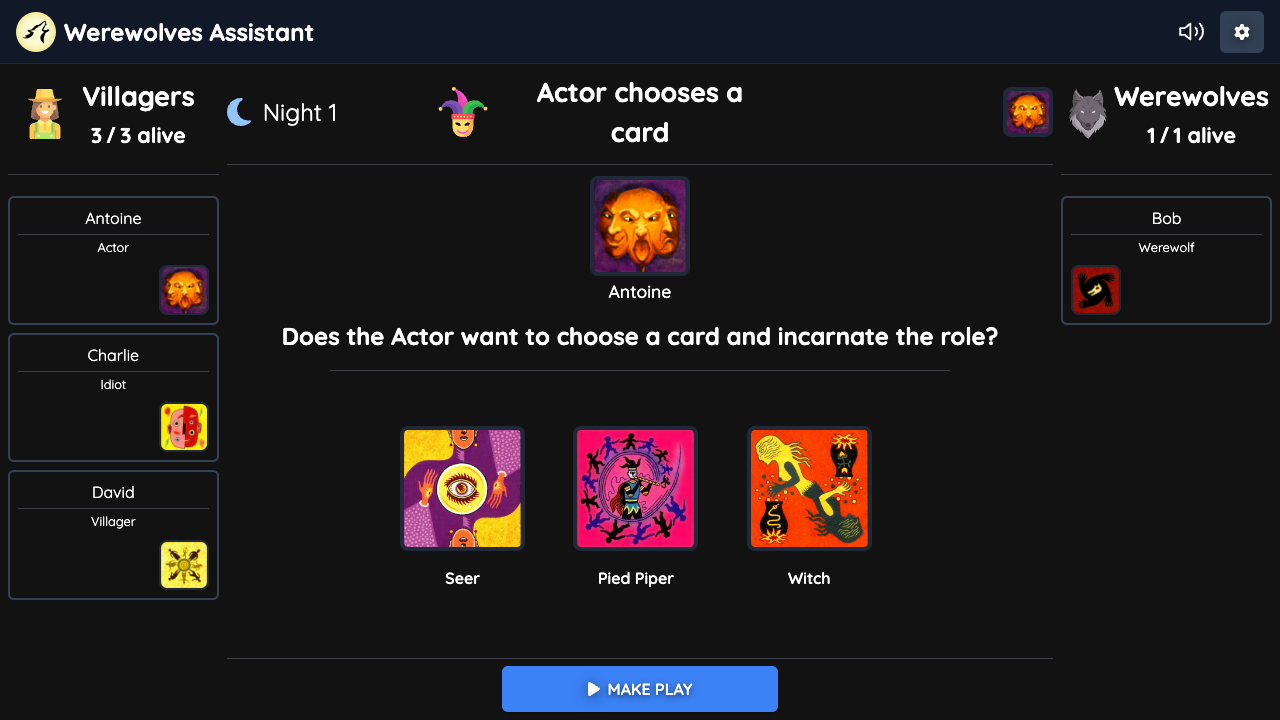 Werewolves Assistant
Villagers
3 / 3 alive
Night 1
Actor chooses a
card
Werewolves
1 / 1 alive
Antoine
Actor
Charlie
Idiot
David
Villager
Antoine
Does the Actor want to choose a card and incarnate the role?
Seer
Pied Piper
Witch
Bob
Werewolf
MAKE PLAY